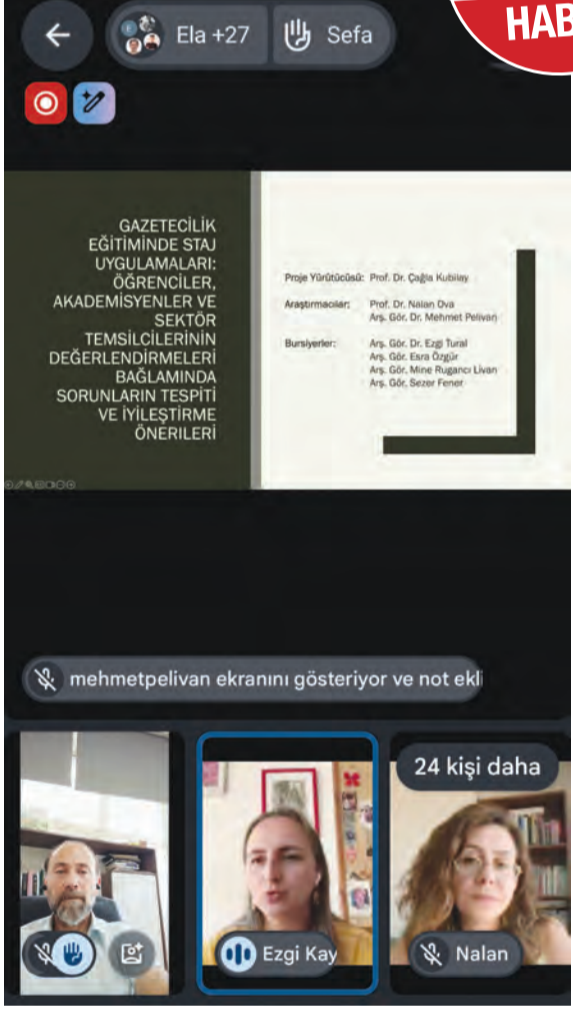 HAB
Ela +27
Sefa
GAZETECİLİK
EĞİTİMİNDE STAJ
UYGULAMALARI:
ÖĞRENCİLER,
AKADEMİSYENLER VE
SEKTÖR
TEMSİLCİLERİNİN
DEĞERLENDİRMELERİ
BAĞLAMINDA
SORUNLARIN TESPİTİ
VE İYİLEŞTİRME
ÖNERILERİ
Proje Yürütücüsü: Prof. Dr. Çağla Kubilay
Araştırmacılar: Prof. Dr. Nalan Ova
Arş. Gör. Dr. Mehmet Pelivan
Bursiyerler: Arş. Gör. Dr. Ezgi Tural
Arş. Gör. Esra Özgür
Arş. Gör. Mine Rugancı Livan
Arş. Gör. Sezer Fener
mehmetpelivan ekranını gösteriyor ve not ekli
24 kişi daha
Ezgi Kay
Nalan